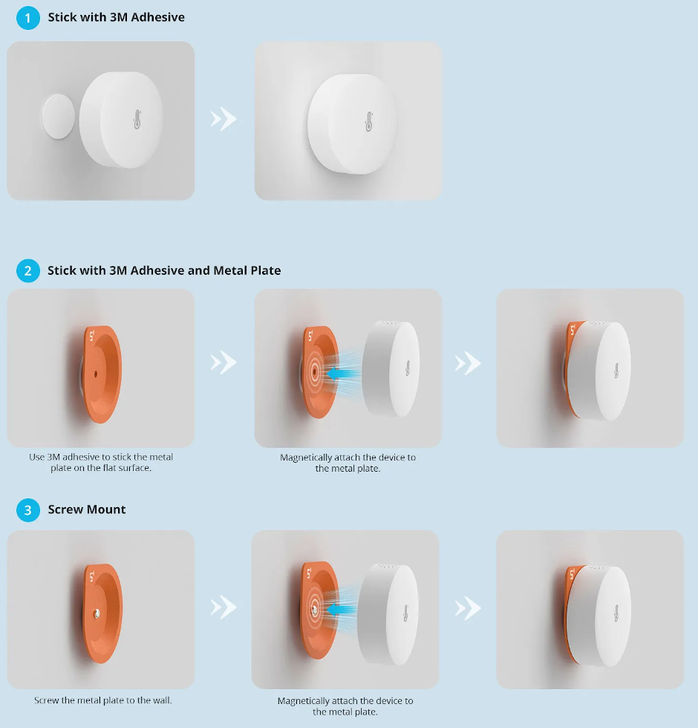 1 Stick with 3M Adhesive
2 Stick with 3M Adhesive and Metal Plate
Use 3M adhesive to stick the metal
plate on the flat surface.
Magnetically attach the device to
the metal plate.
3 Screw Mount
Screw the metal plate to the wall.
Magnetically attach the device to
the metal plate.